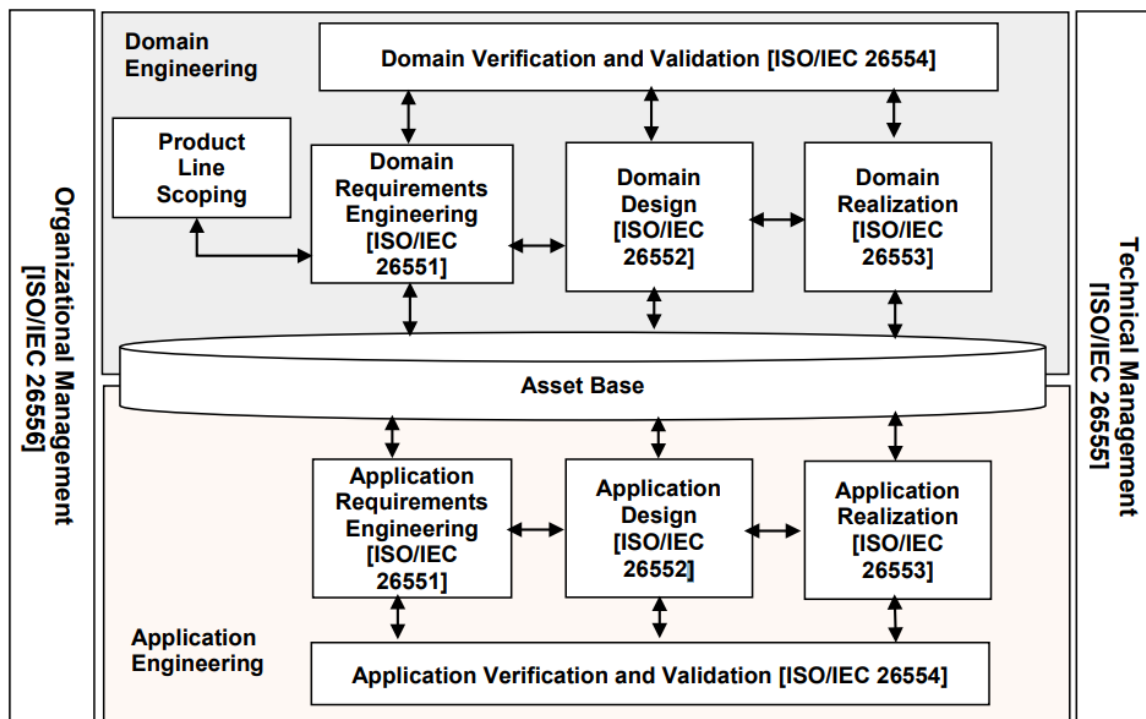 Domain
Engineering
Domain Verification and Validation [ISO/IEC 26554]
Product
Line
Scoping
Domain
Requirements
Engineering
[ISO/IEC
26551]
Domain
Design
[ISO/IEC
26552]
Domain
Realization
[ISO/IEC
26553]
Organizational Management
[ISO/IEC 26556]
Technical Management
[ISO/IEC 26555]
Asset Base
Application
Requirements
Engineering
[ISO/IEC
26551]
Application
Design
[ISO/IEC
26552]
Application
Realization
[ISO/IEC
26553]
Application
Engineering
Application Verification and Validation [ISO/IEC 26554]